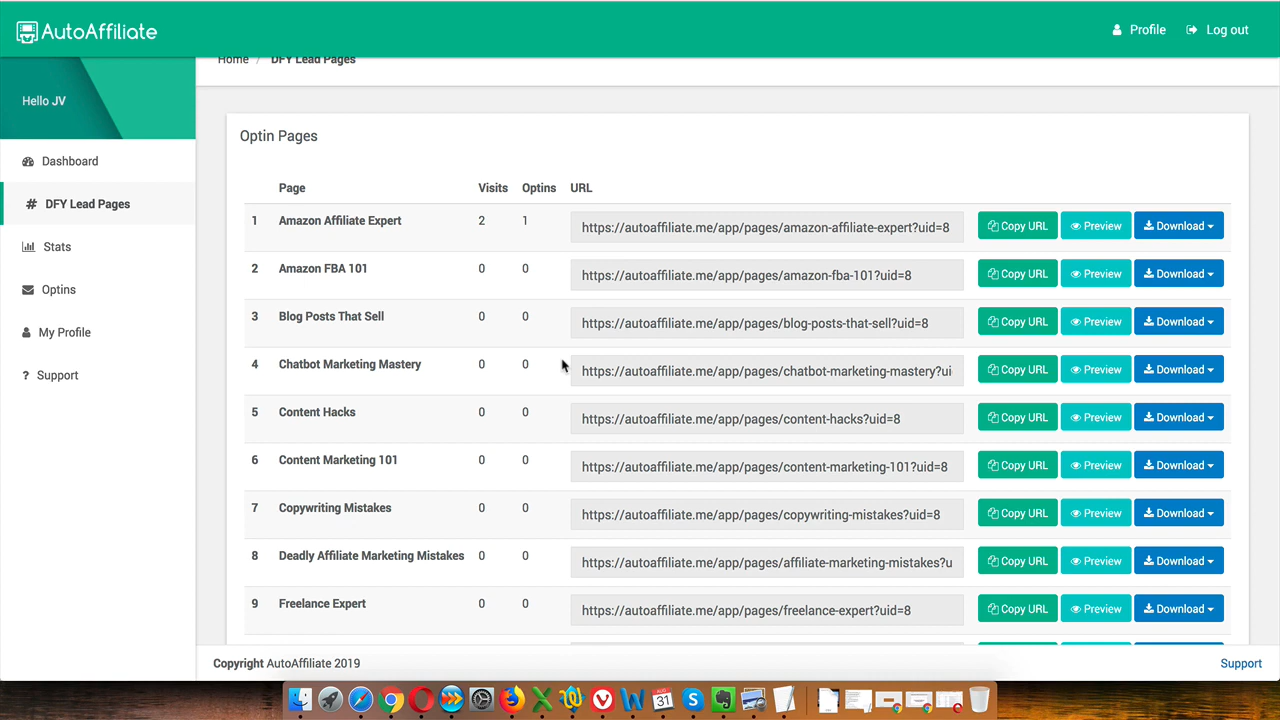 AutoAffiliate
Profile
Log out
Home / DFY Lead Pages
Hello JV
Dashboard
DFY Lead Pages
Stats
Optins
My Profile
? Support
Optin Pages
Page Visits Optins URL
1 Amazon Affiliate Expert 2 1 https://autoaffiliate.me/app/pages/amazon-affiliate-expert?uid=8 Copy URL Preview Download
2 Amazon FBA 101 0 0 https://autoaffiliate.me/app/pages/amazon-fba-101?uid=8 Copy URL Preview Download
3 Blog Posts That Sell 0 0 https://autoaffiliate.me/app/pages/blog-posts-that-sell?uid=8 Copy URL Preview Download
4 Chatbot Marketing Mastery 0 0 https://autoaffiliate.me/app/pages/chatbot-marketing-mastery?ui Copy URL Preview Download
5 Content Hacks 0 0 https://autoaffiliate.me/app/pages/content-hacks?uid=8 Copy URL Preview Download
6 Content Marketing 101 0 0 https://autoaffiliate.me/app/pages/content-marketing-101?uid=8 Copy URL Preview Download
7 Copywriting Mistakes 0 0 https://autoaffiliate.me/app/pages/copywriting-mistakes?uid=8 Copy URL Preview Download
8 Deadly Affiliate Marketing Mistakes 0 0 https://autoaffiliate.me/app/pages/affiliate-marketing-mistakes?u Copy URL Preview Download
9 Freelance Expert 0 0 https://autoaffiliate.me/app/pages/freelance-expert?uid=8 Copy URL Preview Download
Copyright AutoAffiliate 2019
Support
31